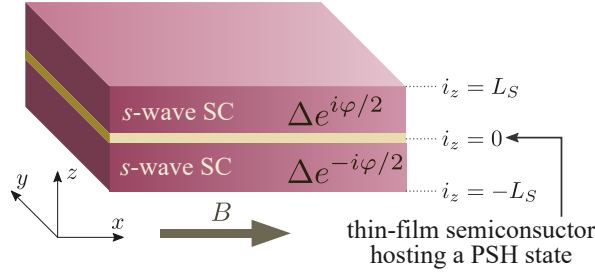 s-wave SC Δe^{iφ/2}
s-wave SC Δe^{-iφ/2}
i_z = L_S
i_z = 0
i_z = -L_S
y
z
x
B
thin-film semiconsuctor
hosting a PSH state